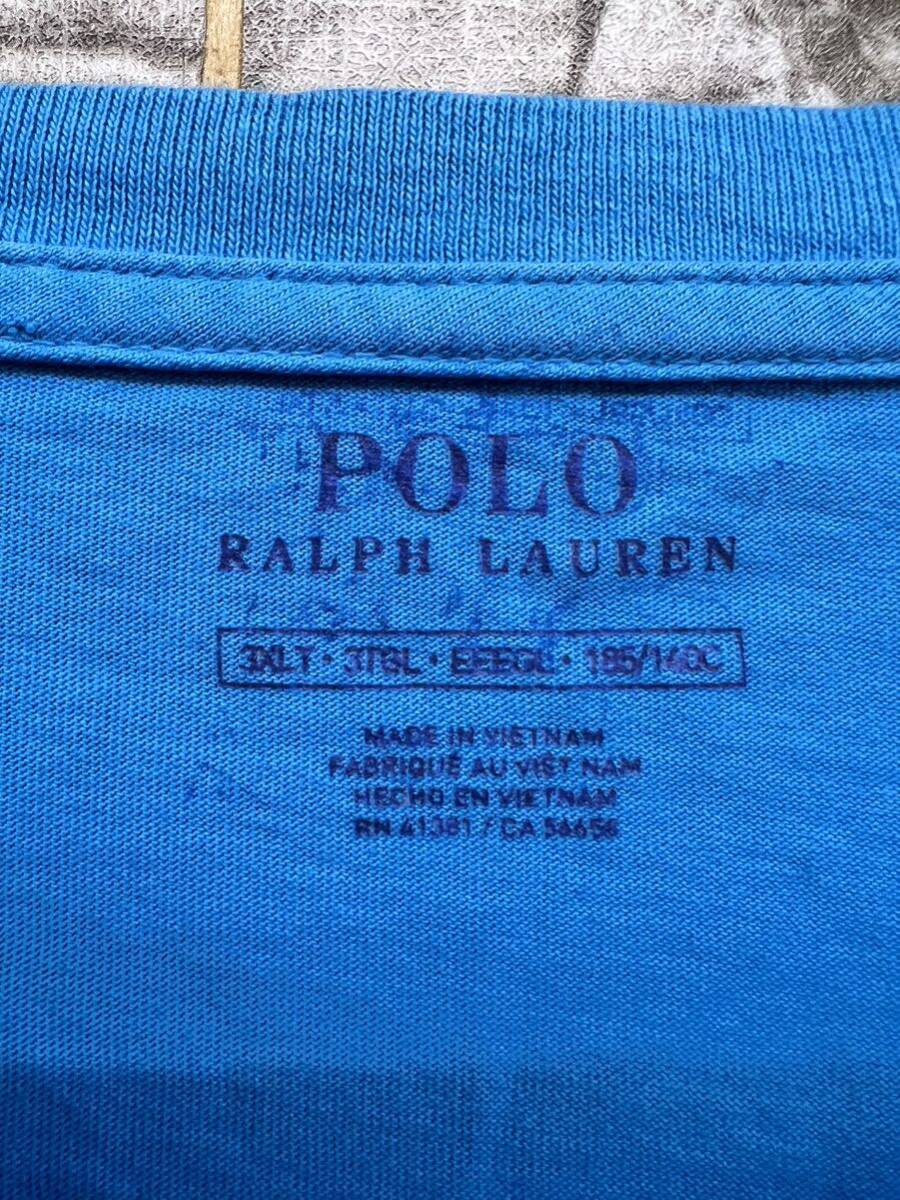 POLO
RALPH LAUREN
3XLT · 3TGL · EEEGL · 185/140C
MADE IN VIETNAM
FABRIQUÉ AU VIÊT NAM
HECHO EN VIETNAM
RN 41381 / CA 56656